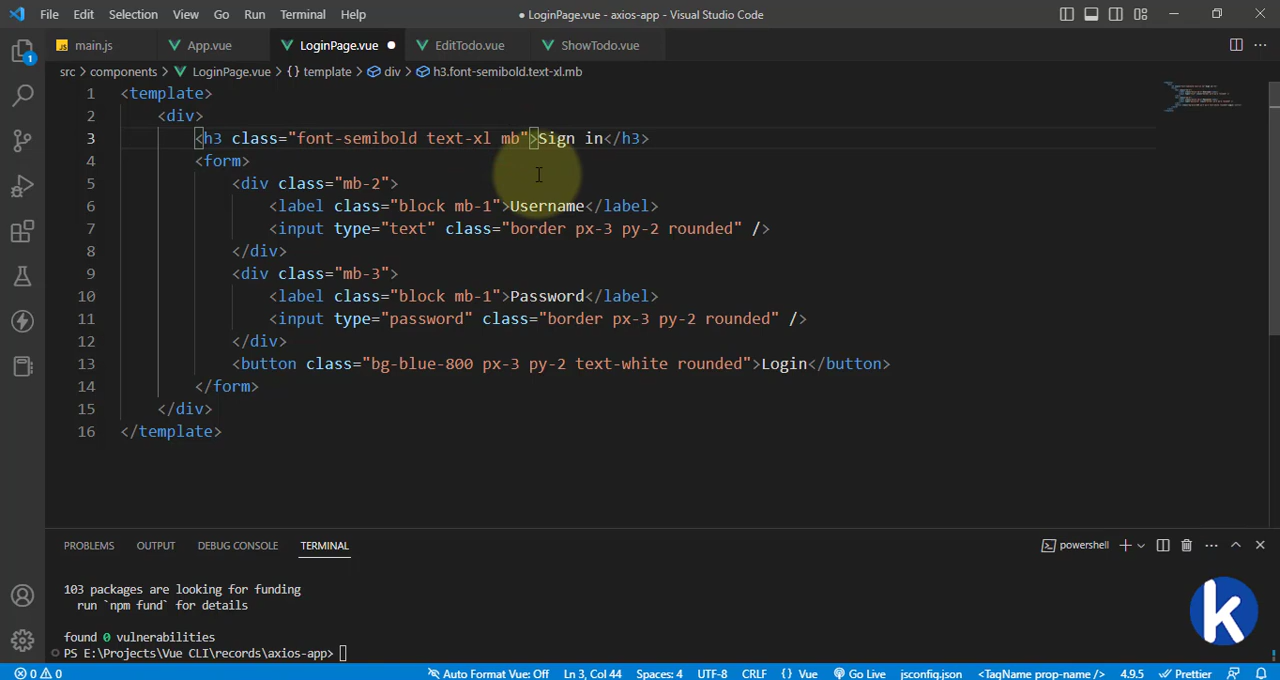 File Edit Selection View Go Run Terminal Help
● LoginPage.vue - axios-app - Visual Studio Code
JS main.js App.vue LoginPage.vue ● EditTodo.vue ShowTodo.vue
src > components > LoginPage.vue > {} template > div > h3.font-semibold.text-xl.mb
1 <template>
2 <div>
3 <h3 class="font-semibold text-xl mb">Sign in</h3>
4 <form>
5 <div class="mb-2">
6 <label class="block mb-1">Username</label>
7 <input type="text" class="border px-3 py-2 rounded" />
8 </div>
9 <div class="mb-3">
10 <label class="block mb-1">Password</label>
11 <input type="password" class="border px-3 py-2 rounded" />
12 </div>
13 <button class="bg-blue-800 px-3 py-2 text-white rounded">Login</button>
14 </form>
15 </div>
16 </template>
1
PROBLEMS OUTPUT DEBUG CONSOLE TERMINAL
powershell
103 packages are looking for funding
run `npm fund` for details
found 0 vulnerabilities
PS E:\Projects\Vue CLI\records\axios-app>
k
0 0 Auto Format Vue: Off Ln 3, Col 44 Spaces: 4 UTF-8 CRLF {} Vue Go Live jsconfig.json <TagName prop-name /> 4.9.5 Prettier